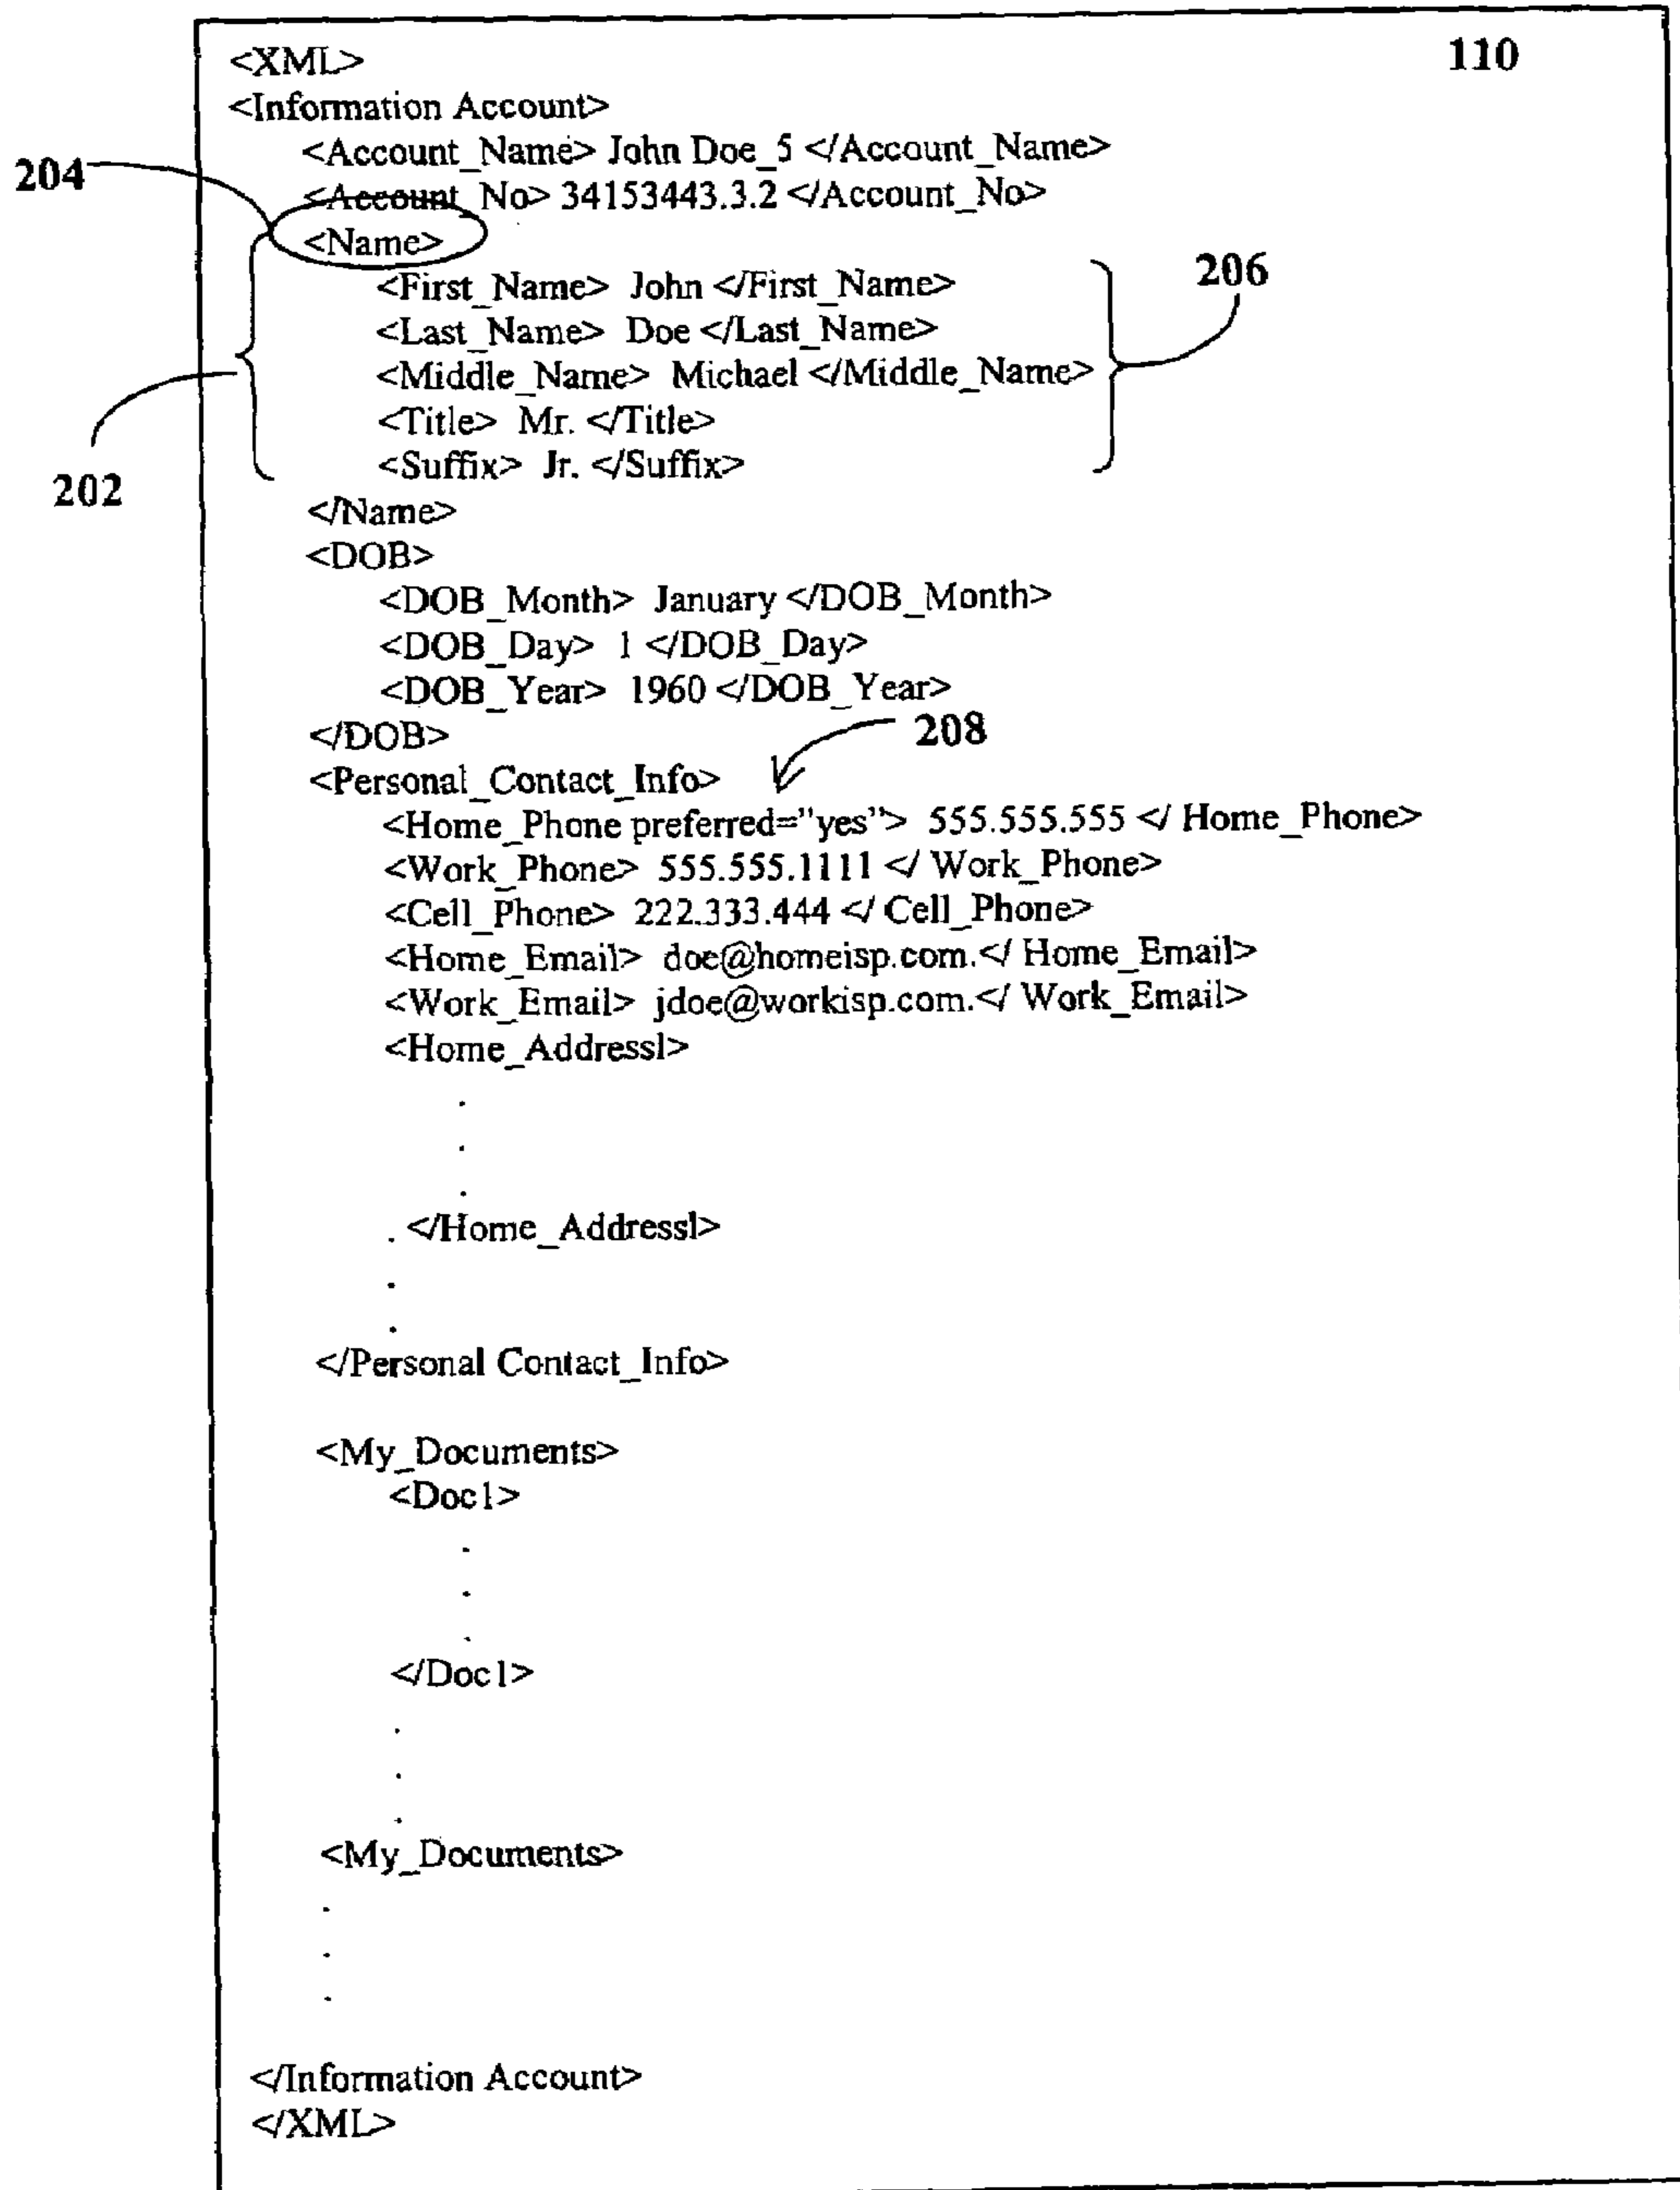 110
<XML>
<Information Account>
<Account_Name> John Doe_5 </Account_Name>
204
<Account_No> 34153443.3.2 </Account_No>
<Name>
206
<First_Name> John </First_Name>
<Last_Name> Doe </Last_Name>
<Middle_Name> Michael </Middle_Name>
<Title> Mr. </Title>
<Suffix> Jr. </Suffix>
202
</Name>
<DOB>
<DOB_Month> January </DOB_Month>
<DOB_Day> 1 </DOB_Day>
<DOB_Year> 1960 </DOB_Year>
</DOB>
208
<Personal_Contact_Info>
<Home_Phone preferred="yes"> 555.555.555 </ Home_Phone>
<Work_Phone> 555.555.1111 </ Work_Phone>
<Cell_Phone> 222.333.444 </ Cell_Phone>
<Home_Email> doe@homeisp.com.</ Home_Email>
<Work_Email> jdoe@workisp.com.</ Work_Email>
<Home_Addressl>
.
.
.
. </Home_Addressl>
.
.
</Personal Contact_Info>
<My_Documents>
<Doc1>
.
.
.
</Doc1>
.
.
.
<My_Documents>
.
.
.
</Information Account>
</XML>